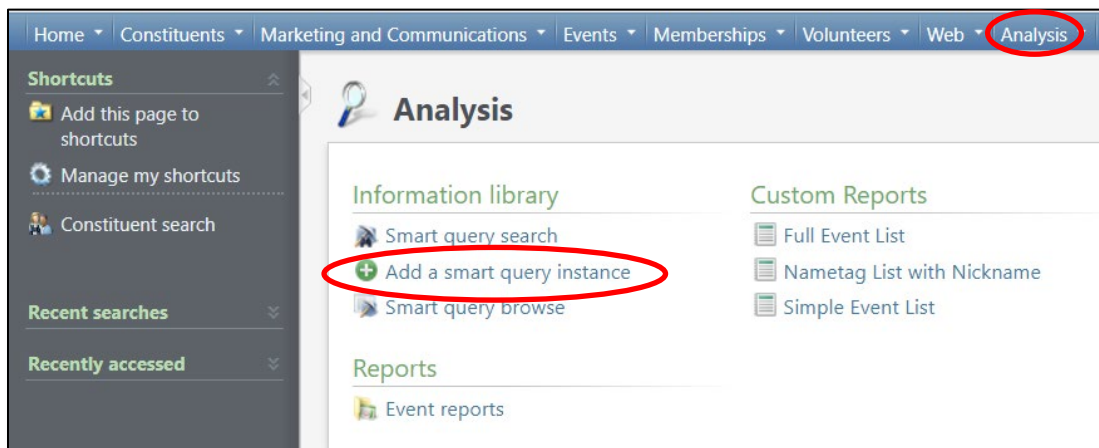 Home Constituents Marketing and Communications Events Memberships Volunteers Web Analysis
Shortcuts
Add this page to
shortcuts
Manage my shortcuts
Constituent search
Recent searches
Recently accessed
Analysis
Information library
Smart query search
Add a smart query instance
Smart query browse
Reports
Event reports
Custom Reports
Full Event List
Nametag List with Nickname
Simple Event List